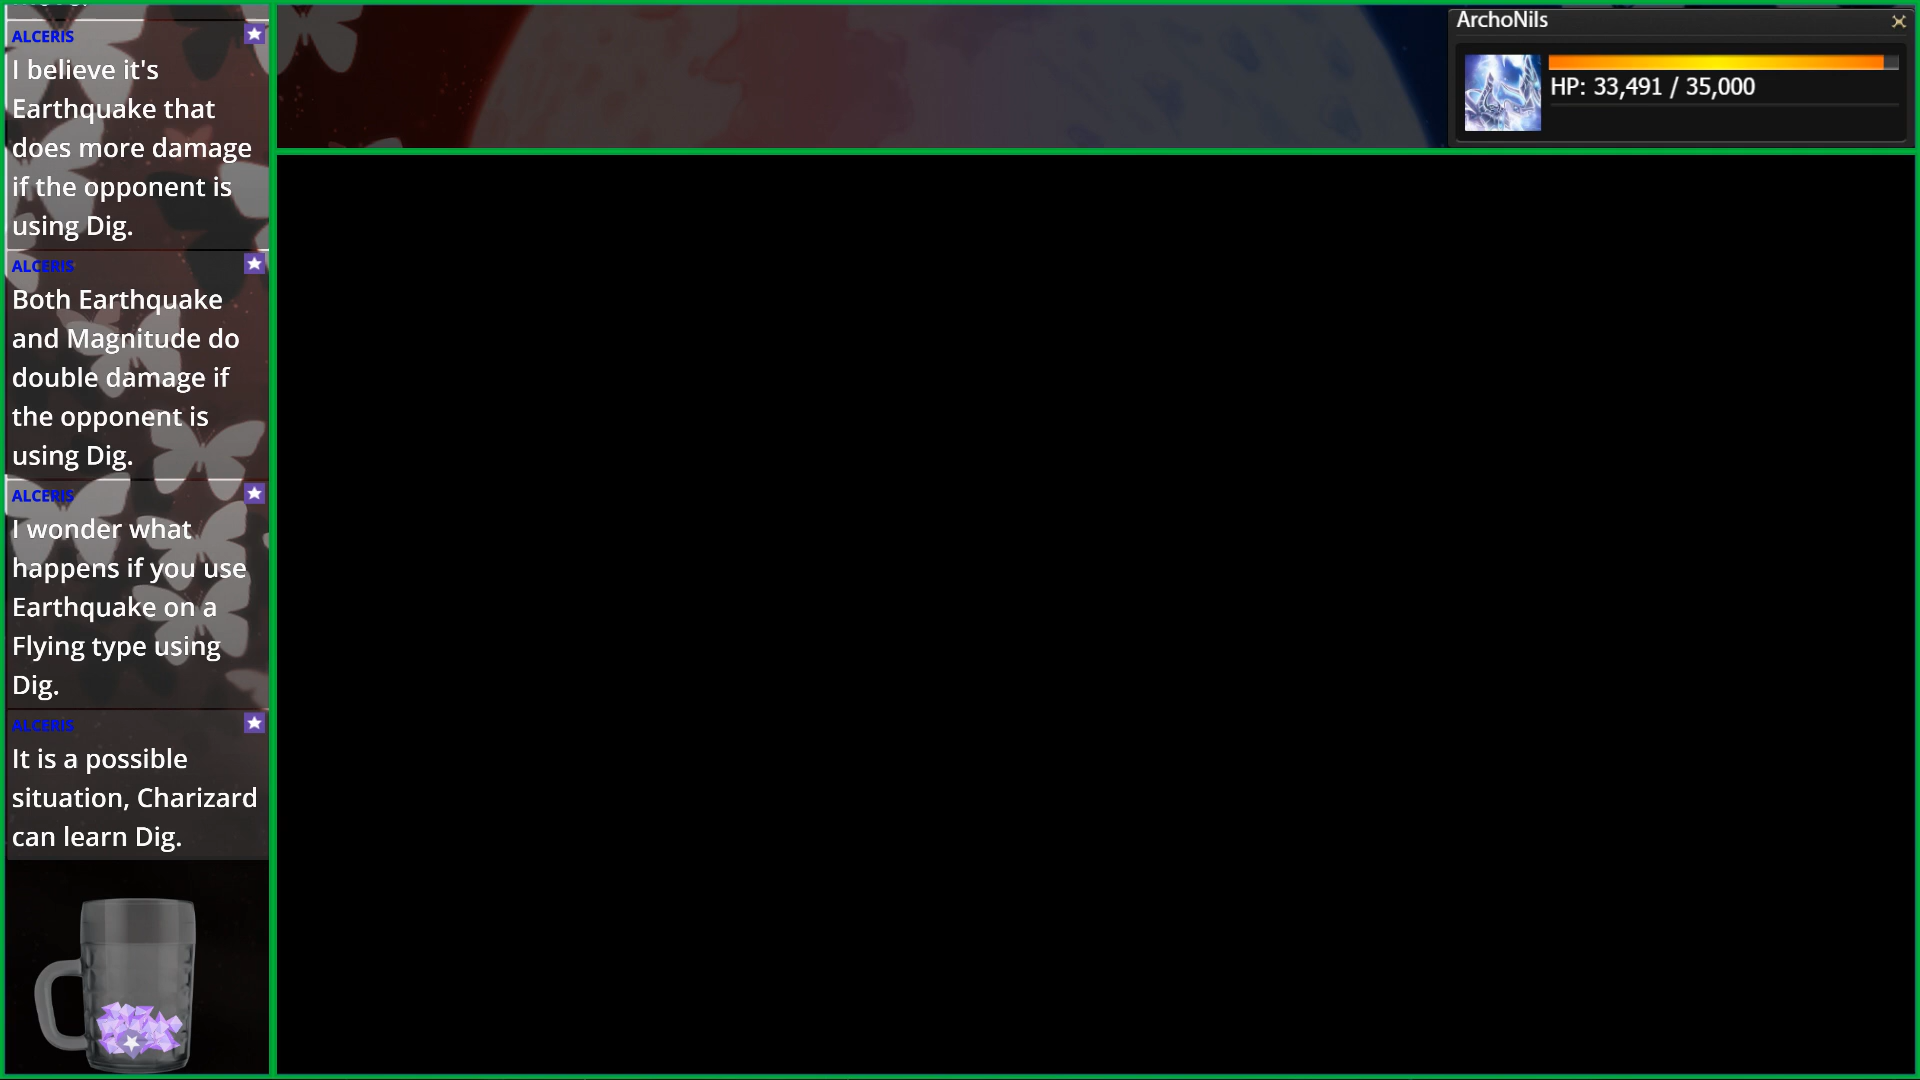 ALCERIS
I believe it's
Earthquake that
does more damage
if the opponent is
using Dig.
ALCERIS
Both Earthquake
and Magnitude do
double damage if
the opponent is
using Dig.
ALCERIS
I wonder what
happens if you use
Earthquake on a
Flying type using
Dig.
ALCERIS
It is a possible
situation, Charizard
can learn Dig.
ArchoNils
HP: 33,491 / 35,000